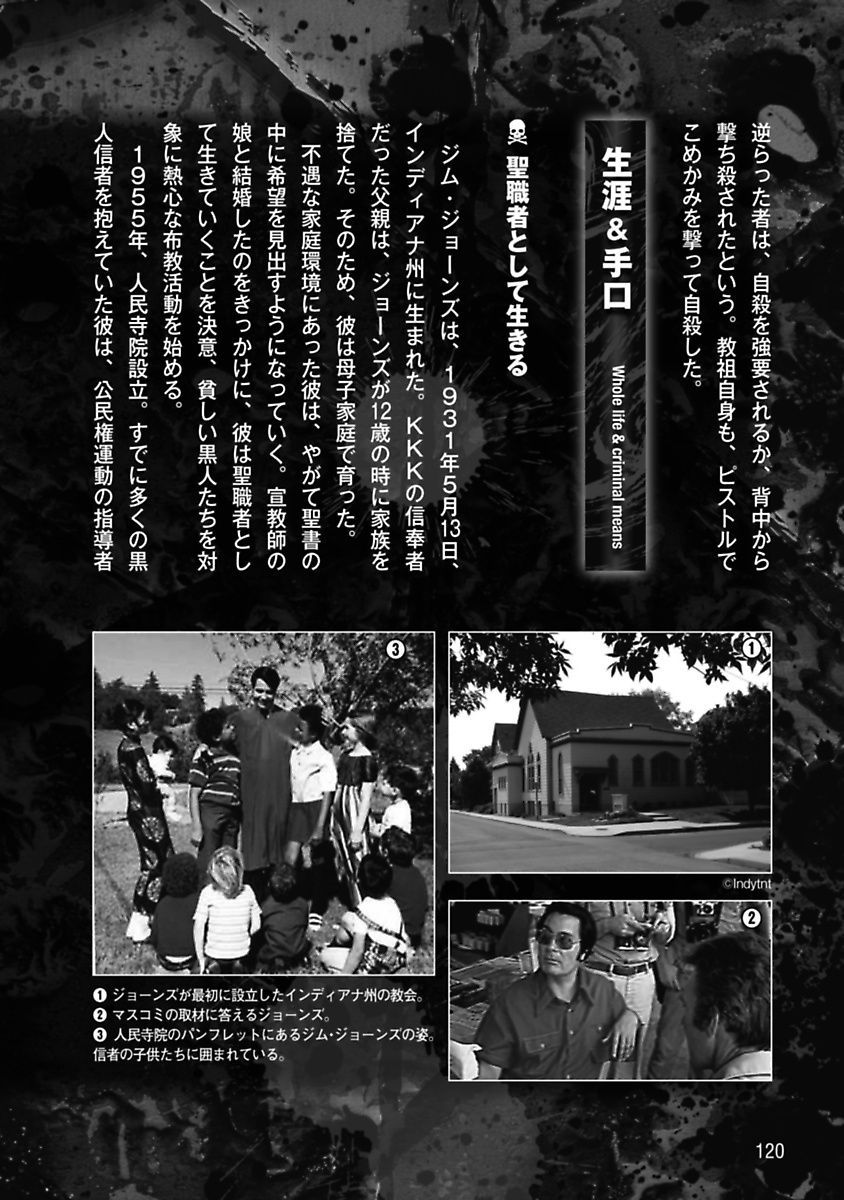 逆らった者は、自殺を強要されるか、背中から
撃ち殺されたという。教祖自身も、ピストルで
こめかみを撃って自殺した。
生涯&手口 Whole life & criminal means
聖職者として生きる
ジム・ジョーンズは、1931年5月13日、
インディアナ州に生まれた。KKKの信奉者
だった父親は、ジョーンズが12歳の時に家族を
捨てた。そのため、彼は母子家庭で育った。
不遇な家庭環境にあった彼は、やがて聖書の
中に希望を見出すようになっていく。宣教師の
娘と結婚したのをきっかけに、彼は聖職者とし
て生きていくことを決意、貧しい黒人たちを対
象に熱心な布教活動を始める。
1955年、人民寺院設立。すでに多くの黒
人信者を抱えていた彼は、公民権運動の指導者
❶
©Indytnt
❷
❸
❶ ジョーンズが最初に設立したインディアナ州の教会。
❷ マスコミの取材に答えるジョーンズ。
❸ 人民寺院のパンフレットにあるジム・ジョーンズの姿。
信者の子供たちに囲まれている。
120